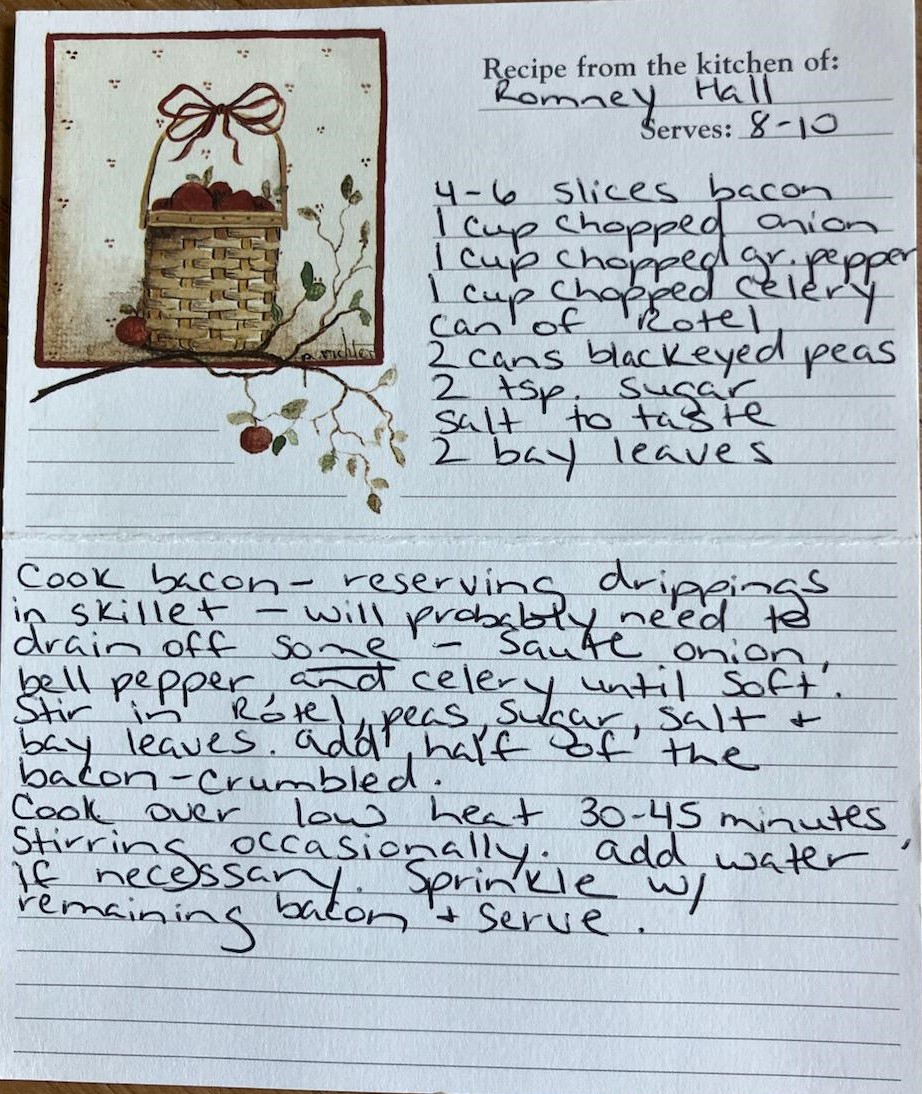 Recipe from the kitchen of:
Romney Hall
Serves: 8-10
4-6 slices bacon
1 cup chopped onion
1 cup chopped gr. pepper
1 cup chopped celery
can of Rotel
2 cans blackeyed peas
2 tsp. sugar
salt to taste
2 bay leaves
Cook bacon- reserving drippings
in skillet - will probably need to
drain off some - Saute onion,
bell pepper, and celery until soft.
Stir in Rotel, peas, sugar, salt +
bay leaves. add half of the
bacon-crumbled.
Cook over low heat 30-45 minutes,
stirring occasionally. add water
if necessary. Sprinkle w/
remaining bacon + serve.